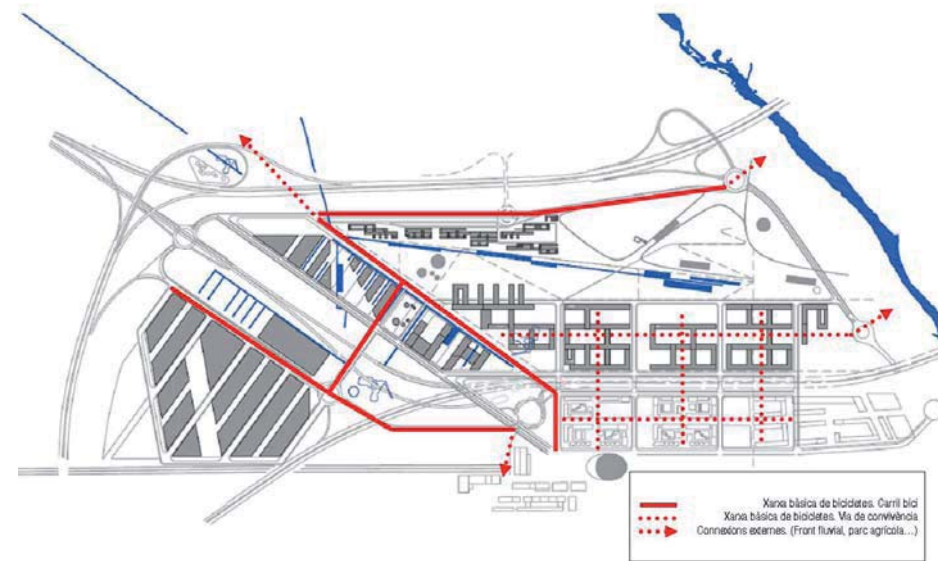 Xarxa bàsica de bicicletes. Carril bici
Xarxa bàsica de bicicletes. Via de convivència
Connexions externes. (Front fluvial, parc agrícola...)